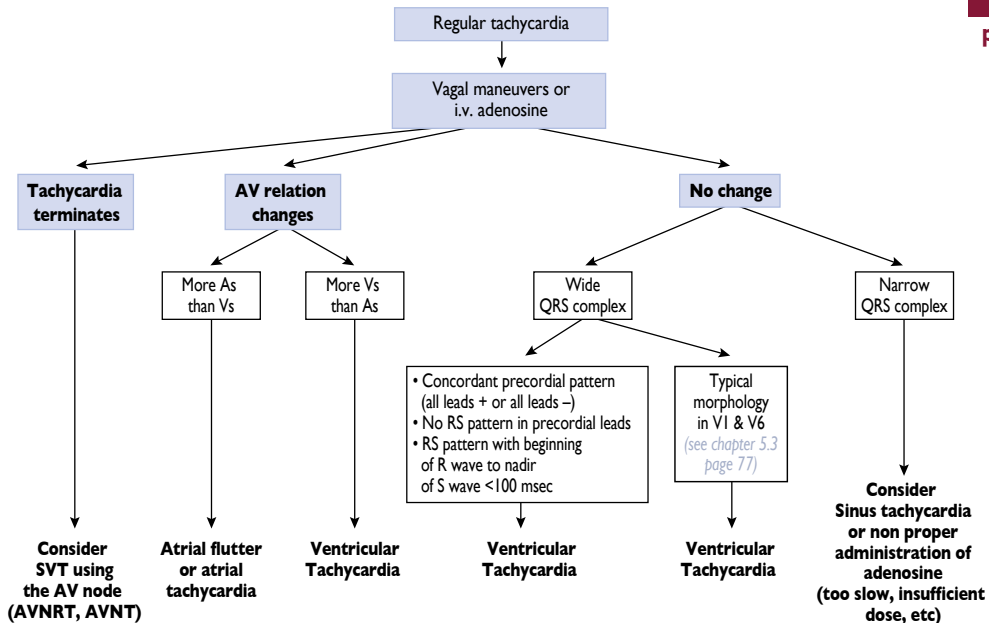 P
Regular tachycardia
Vagal maneuvers or
i.v. adenosine
Tachycardia
terminates
AV relation
changes
No change
More As
than Vs
More Vs
than As
Wide
QRS complex
Narrow
QRS complex
• Concordant precordial pattern
(all leads + or all leads –)
• No RS pattern in precordial leads
• RS pattern with beginning
of R wave to nadir
of S wave <100 msec
Typical
morphology
in V1 & V6
(see chapter 5.3
page 77)
Consider
SVT using
the AV node
(AVNRT, AVNT)
Atrial flutter
or atrial
tachycardia
Ventricular
Tachycardia
Ventricular
Tachycardia
Ventricular
Tachycardia
Consider
Sinus tachycardia
or non proper
administration of
adenosine
(too slow, insufficient
dose, etc)